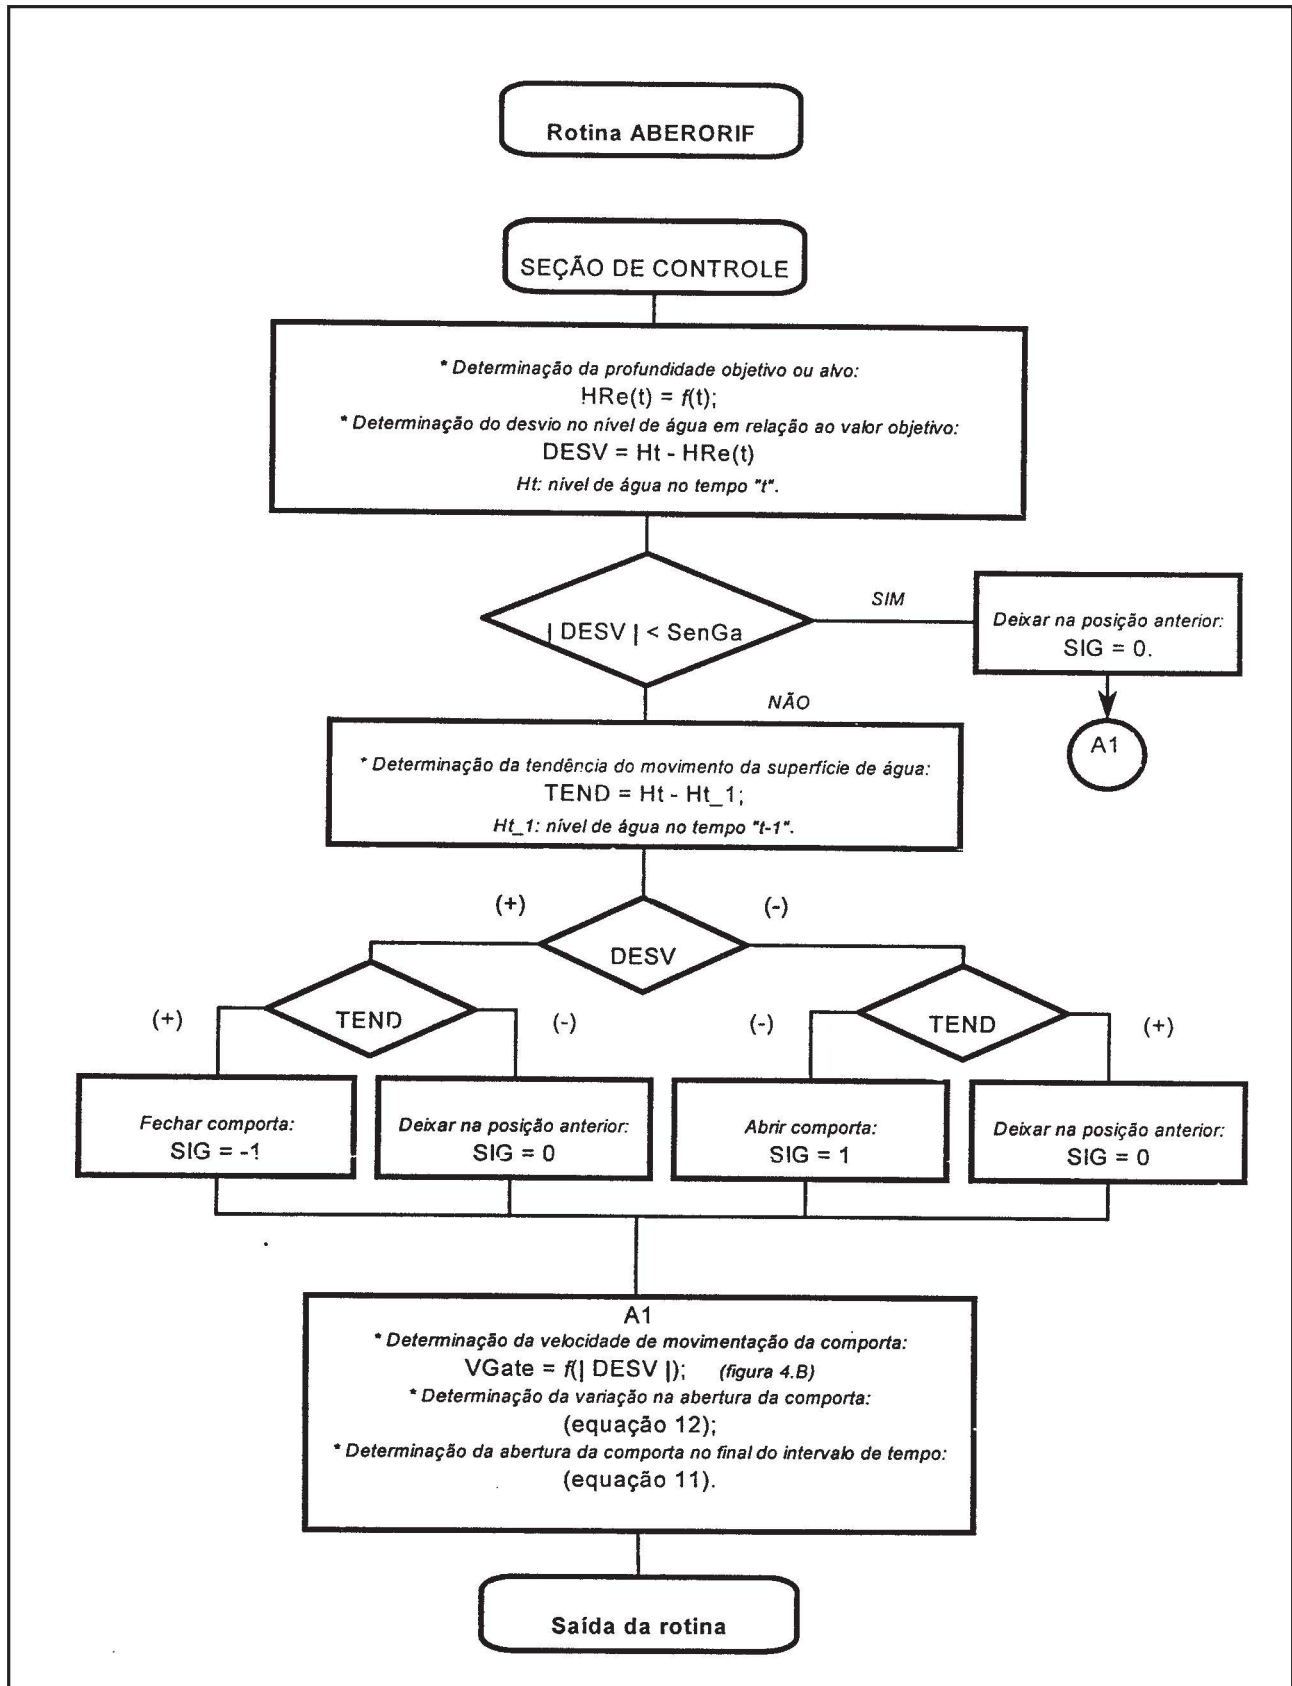 Rotina ABERORIF
SEÇÃO DE CONTROLE
* Determinação da profundidade objetivo ou alvo:
HRe(t) = f(t);
* Determinação do desvio no nível de água em relação ao valor objetivo:
DESV = Ht - HRe(t)
Ht: nível de água no tempo "t".
| DESV | < SenGa
SIM
Deixar na posição anterior:
SIG = 0.
A1
NÃO
* Determinação da tendência do movimento da superfície de água:
TEND = Ht - Ht_1;
Ht_1: nível de água no tempo "t-1".
(+)
(-)
DESV
(+)
TEND
(-)
(-)
TEND
(+)
Fechar comporta:
SIG = -1
Deixar na posição anterior:
SIG = 0
Abrir comporta:
SIG = 1
Deixar na posição anterior:
SIG = 0
A1
* Determinação da velocidade de movimentação da comporta:
VGate = f(| DESV |); (figura 4.B)
* Determinação da variação na abertura da comporta:
(equação 12);
* Determinação da abertura da comporta no final do intervalo de tempo:
(equação 11).
Saída da rotina